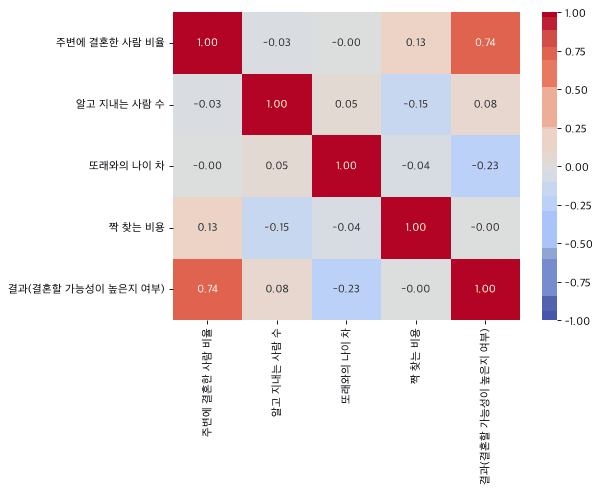 주변에 결혼한 사람 비율
1.00 -0.03 -0.00 0.13 0.74
알고 지내는 사람 수
-0.03 1.00 0.05 -0.15 0.08
또래와의 나이 차
-0.00 0.05 1.00 -0.04 -0.23
짝 찾는 비용
0.13 -0.15 -0.04 1.00 -0.00
결과(결혼할 가능성이 높은지 여부)
0.74 0.08 -0.23 -0.00 1.00
주변에 결혼한 사람 비율
알고 지내는 사람 수
또래와의 나이 차
짝 찾는 비용
결과(결혼할 가능성이 높은지 여부)
1.00
0.75
0.50
0.25
0.00
-0.25
-0.50
-0.75
-1.00